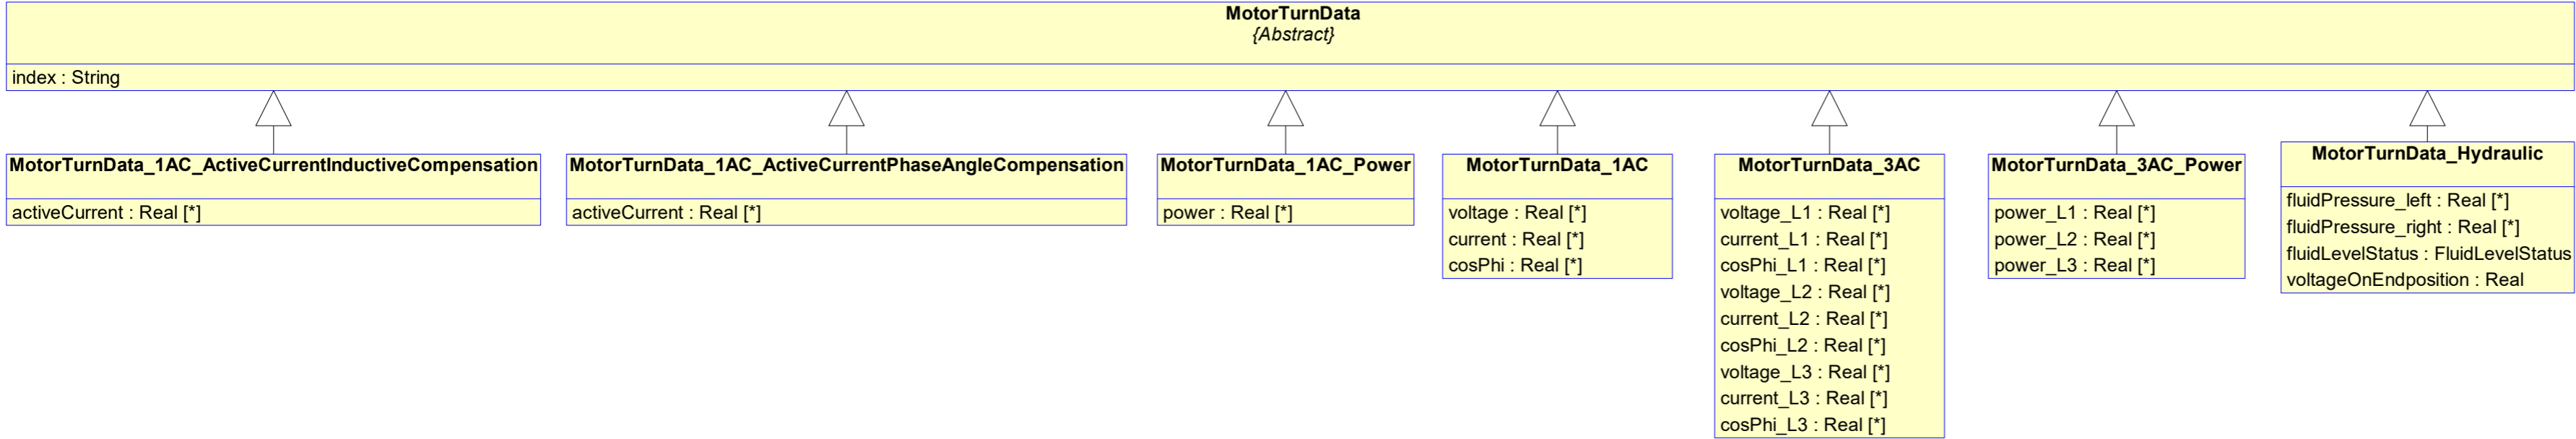 MotorTurnData
{Abstract}
index : String
MotorTurnData_1AC_ActiveCurrentInductiveCompensation
activeCurrent : Real [*]
MotorTurnData_1AC_ActiveCurrentPhaseAngleCompensation
activeCurrent : Real [*]
MotorTurnData_1AC_Power
power : Real [*]
MotorTurnData_1AC
voltage : Real [*]
current : Real [*]
cosPhi : Real [*]
MotorTurnData_3AC
voltage_L1 : Real [*]
current_L1 : Real [*]
cosPhi_L1 : Real [*]
voltage_L2 : Real [*]
current_L2 : Real [*]
cosPhi_L2 : Real [*]
voltage_L3 : Real [*]
current_L3 : Real [*]
cosPhi_L3 : Real [*]
MotorTurnData_3AC_Power
power_L1 : Real [*]
power_L2 : Real [*]
power_L3 : Real [*]
MotorTurnData_Hydraulic
fluidPressure_left : Real [*]
fluidPressure_right : Real [*]
fluidLevelStatus : FluidLevelStatus
voltageOnEndposition : Real